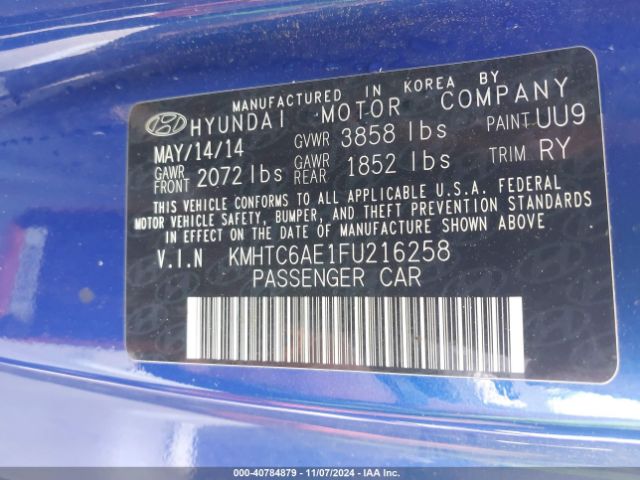 MANUFACTURED IN KOREA BY
HYUNDAI MOTOR COMPANY
MAY/14/14 GVWR 3858 lbs PAINT UU9
GAWR FRONT 2072 lbs GAWR REAR 1852 lbs TRIM RY
THIS VEHICLE CONFORMS TO ALL APPLICABLE U.S.A. FEDERAL
MOTOR VEHICLE SAFETY, BUMPER, AND THEFT PREVENTION STANDARDS
IN EFFECT ON THE DATE OF MANUFACTURE SHOWN ABOVE.
V.I.N KMHTC6AE1FU216258
PASSENGER CAR
000-40784879 - 11/07/2024 - IAA Inc.